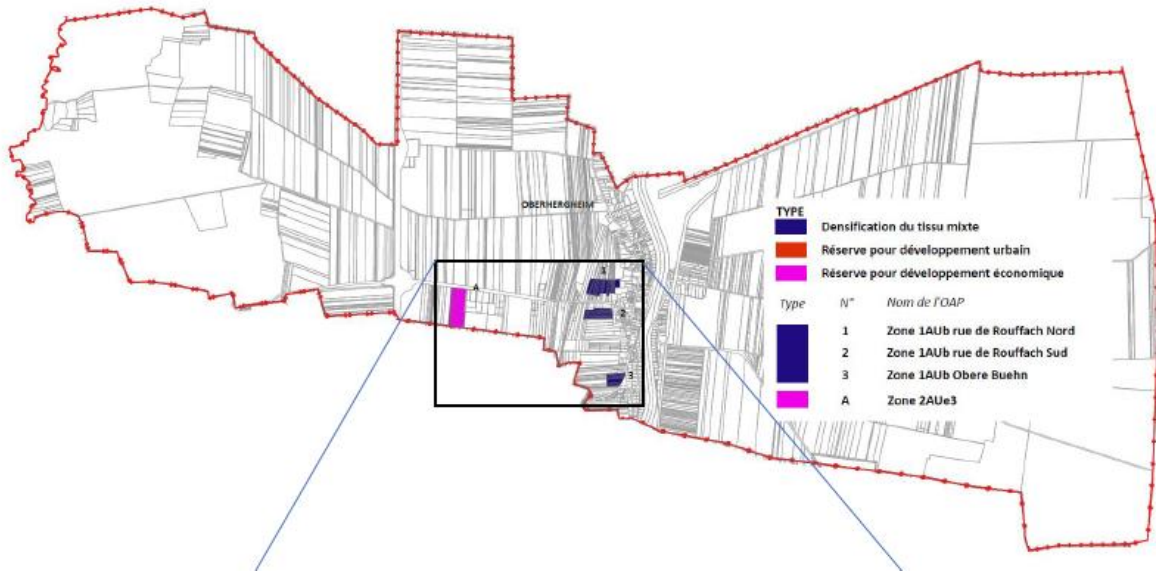 OBERHERGHEIM
TYPE
Densification du tissu mixte
Réserve pour développement urbain
Réserve pour développement économique
Type N° Nom de l'OAP
1 Zone 1AUb rue de Rouffach Nord
2 Zone 1AUb rue de Rouffach Sud
3 Zone 1AUb Obere Buehn
A Zone 2AUe3
1
A
2
3